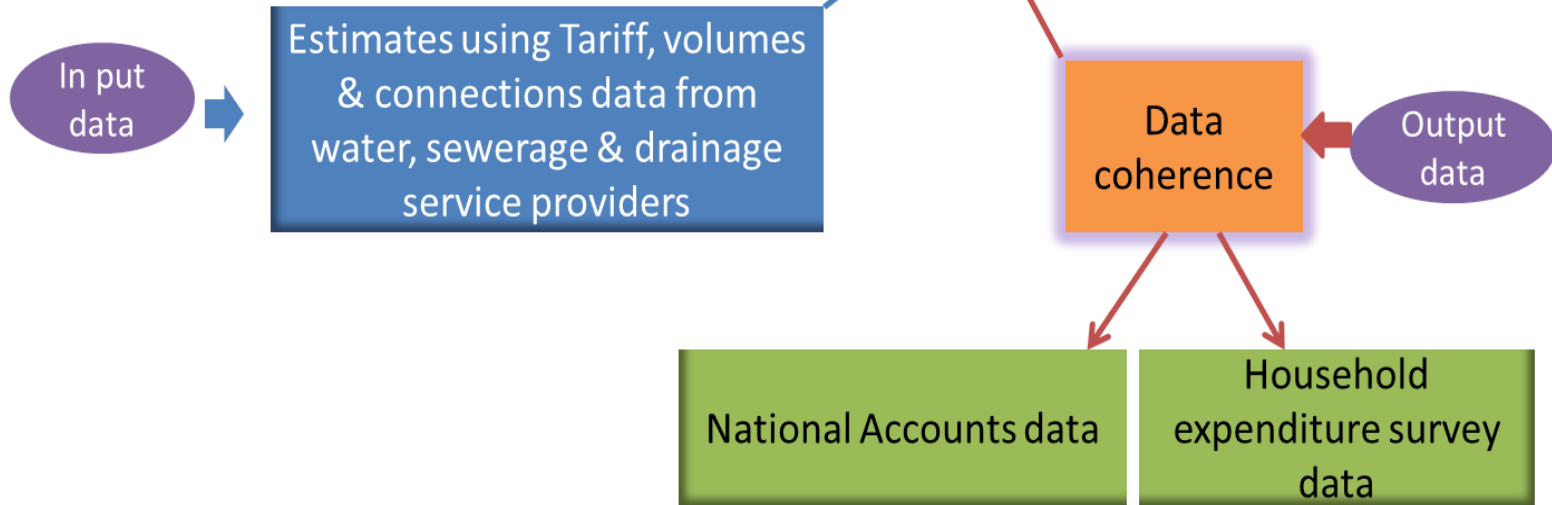 In put
data
Estimates using Tariff, volumes
& connections data from
water, sewerage & drainage
service providers
Data
coherence
Output
data
National Accounts data
Household
expenditure survey
data